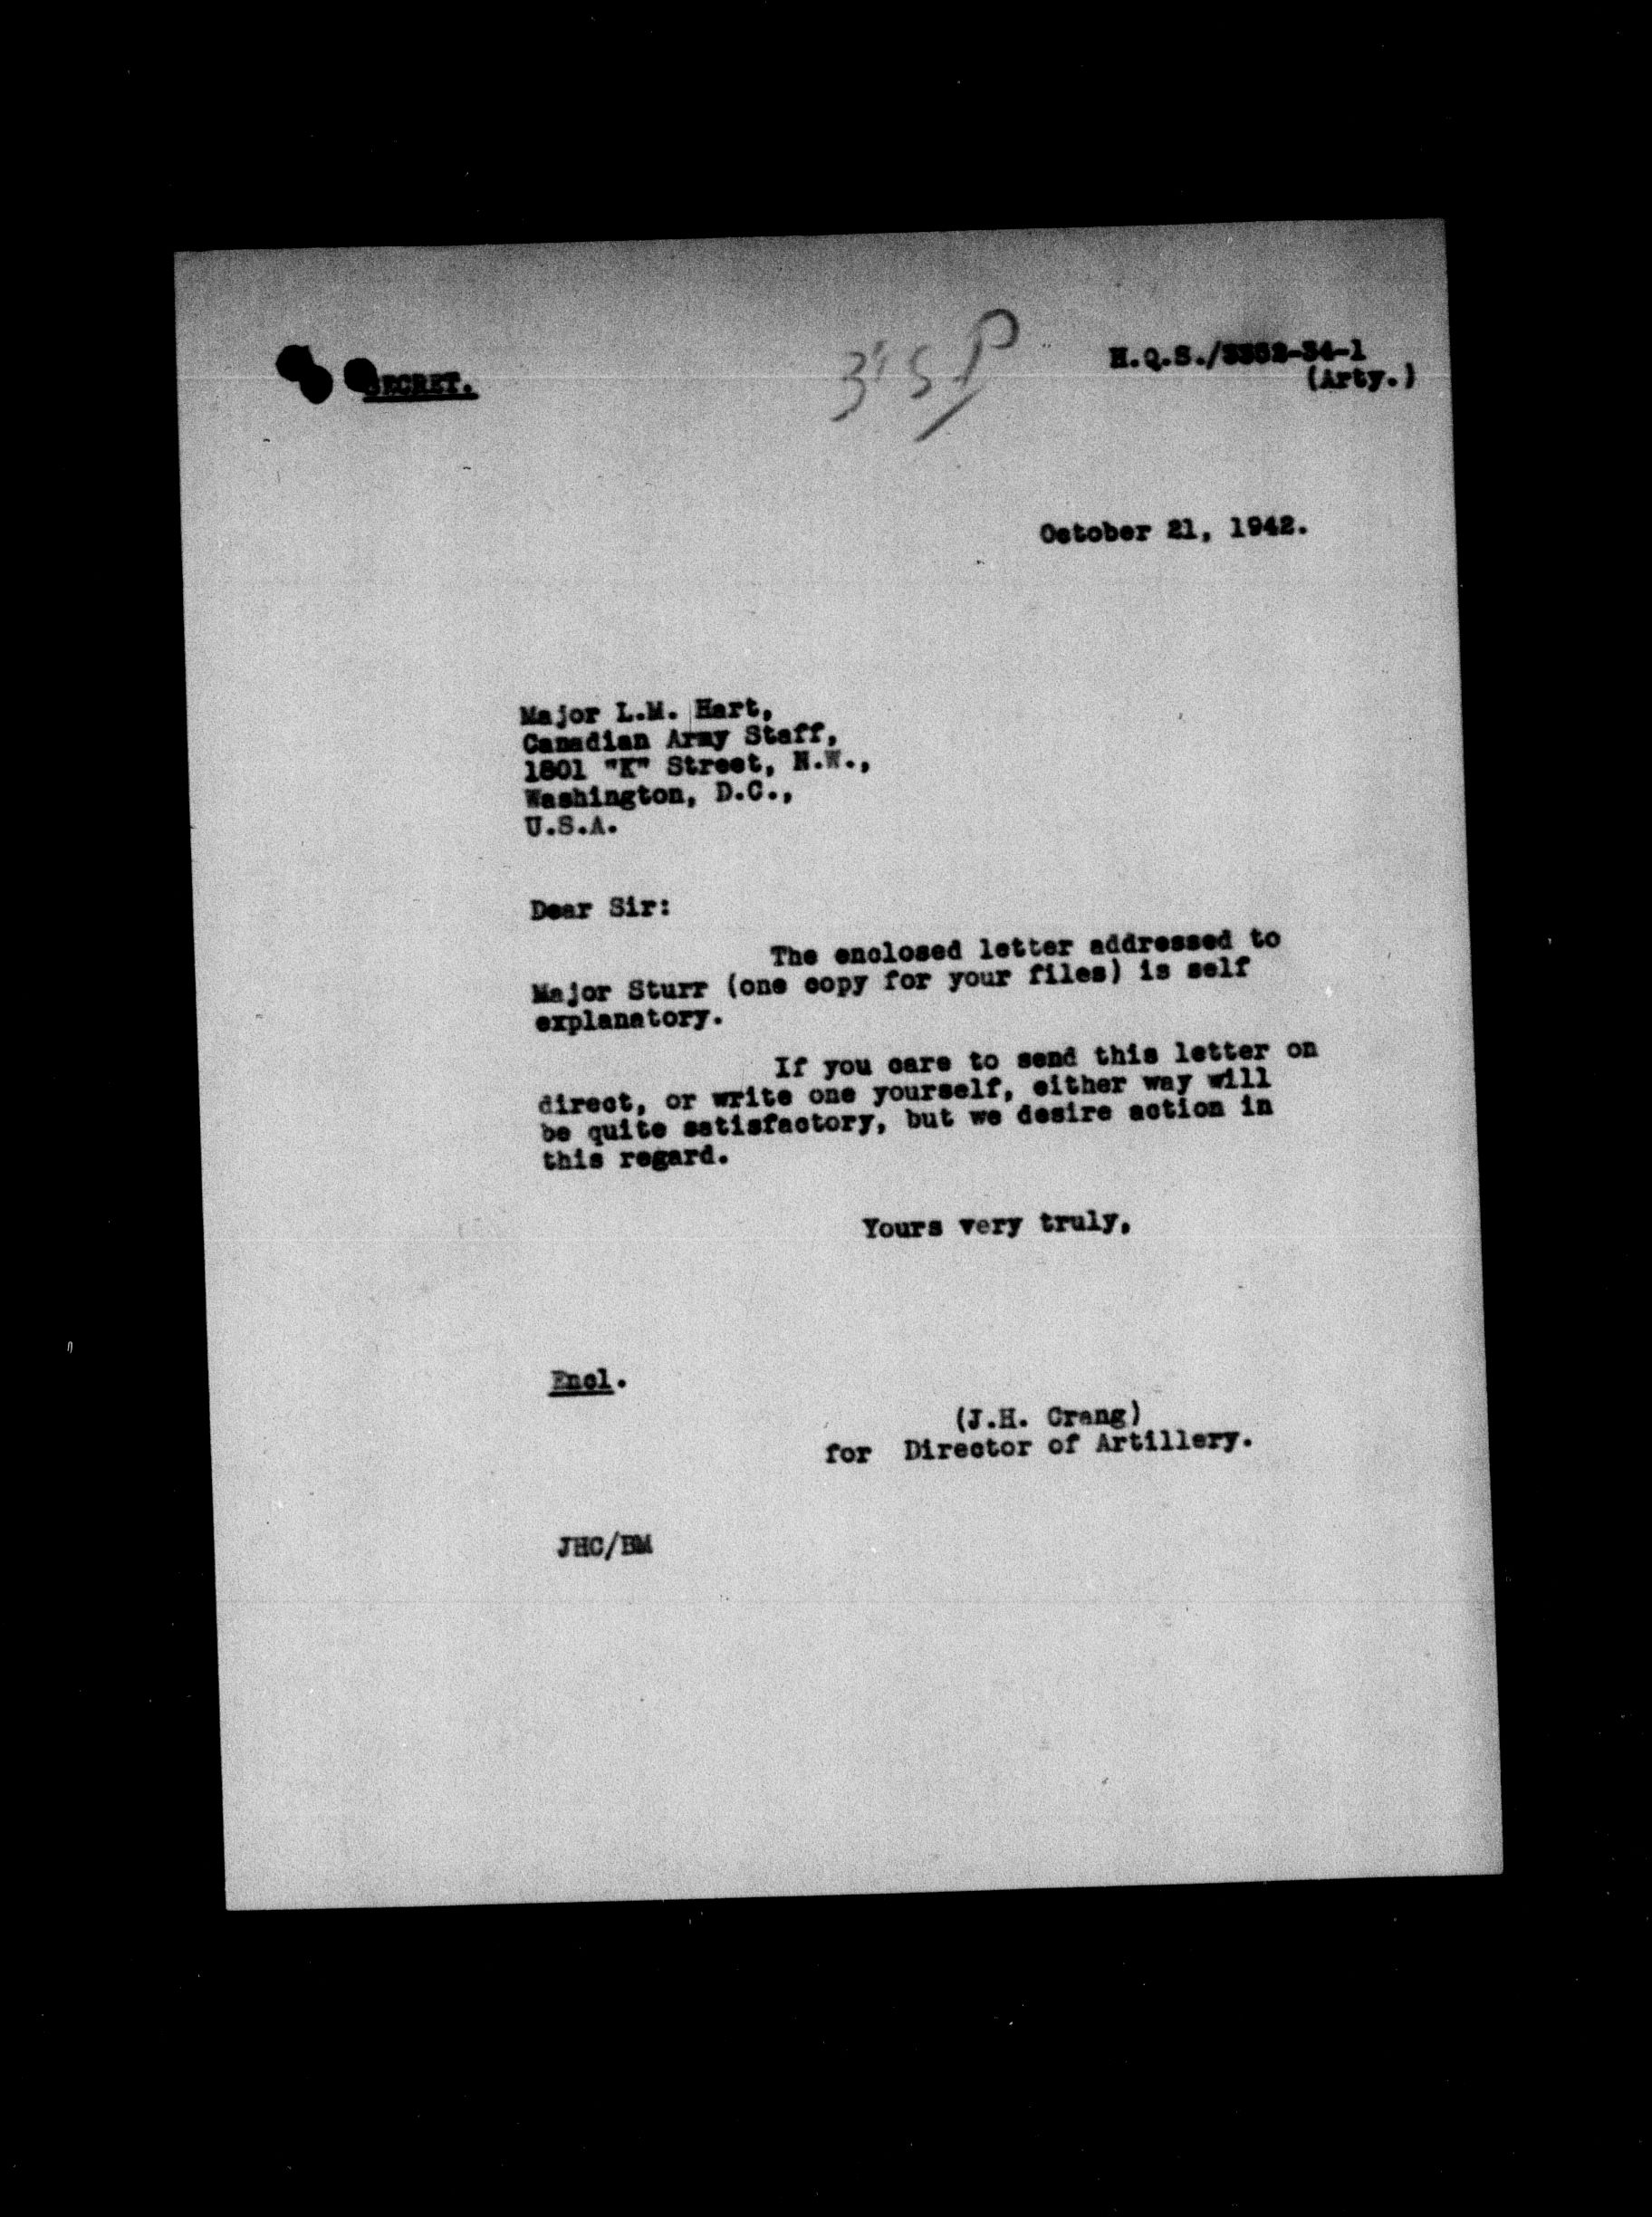 SECRET.
H.Q.S./3352-34-1
(Arty.)
October 21, 1942.
Major L.M. Hart,
Canadian Army Staff,
1801 "K" Street, N.W.,
Washington, D.C.,
U.S.A.
Dear Sir:
The enclosed letter addressed to
Major Sturr (one copy for your files) is self
explanatory.
If you care to send this letter on
direct, or write one yourself, either way will
be quite satisfactory, but we desire action in
this regard.
Yours very truly,
Encl.
(J.H. Crang)
for Director of Artillery.
JHC/BM